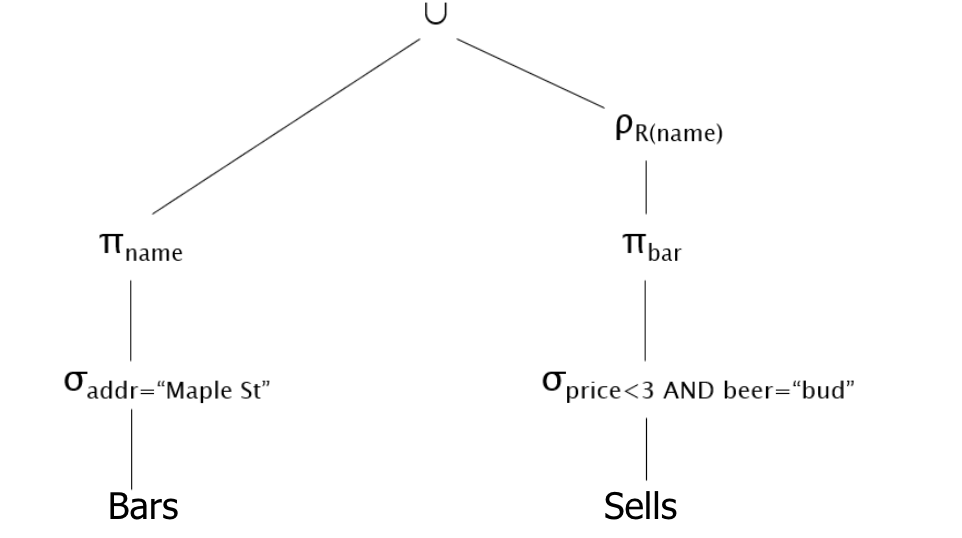 ∪
ρR(name)
πname
πbar
σaddr=“Maple St”
σprice<3 AND beer=“bud”
Bars
Sells